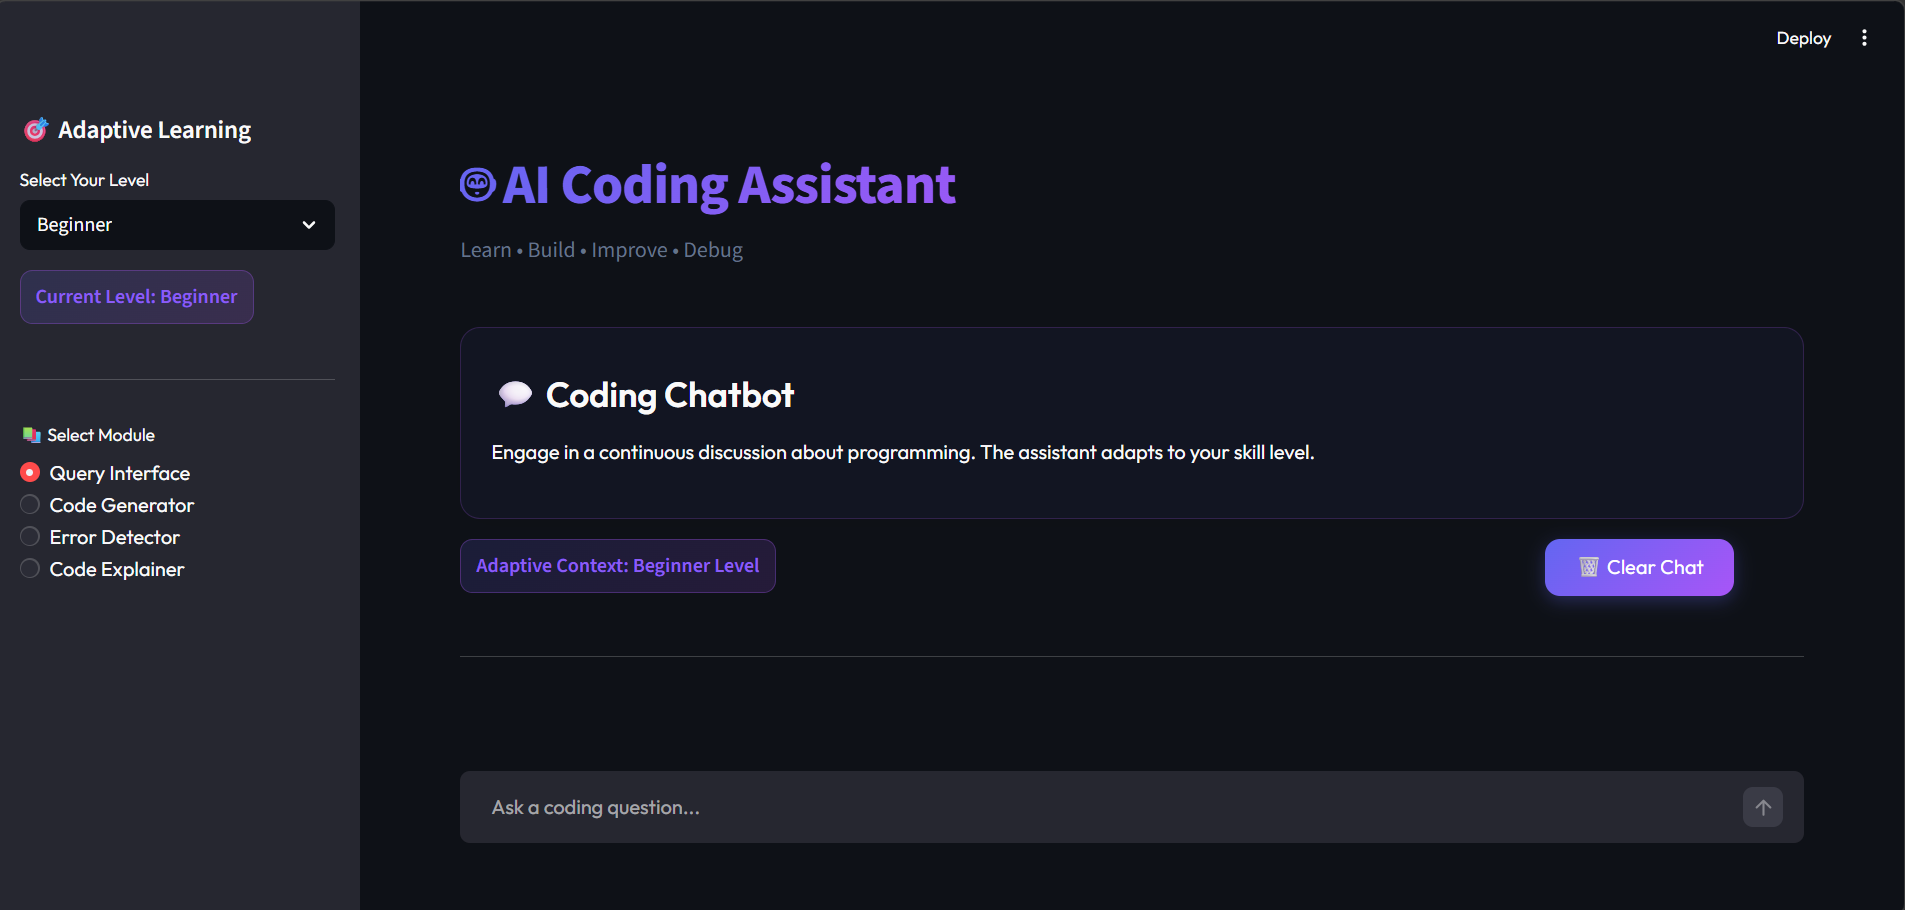 Deploy
🎯 Adaptive Learning
Select Your Level
Beginner
Current Level: Beginner
📚 Select Module
Query Interface
Code Generator
Error Detector
Code Explainer
🤖 AI Coding Assistant
Learn • Build • Improve • Debug
💬 Coding Chatbot
Engage in a continuous discussion about programming. The assistant adapts to your skill level.
Adaptive Context: Beginner Level
🗑️ Clear Chat
Ask a coding question...